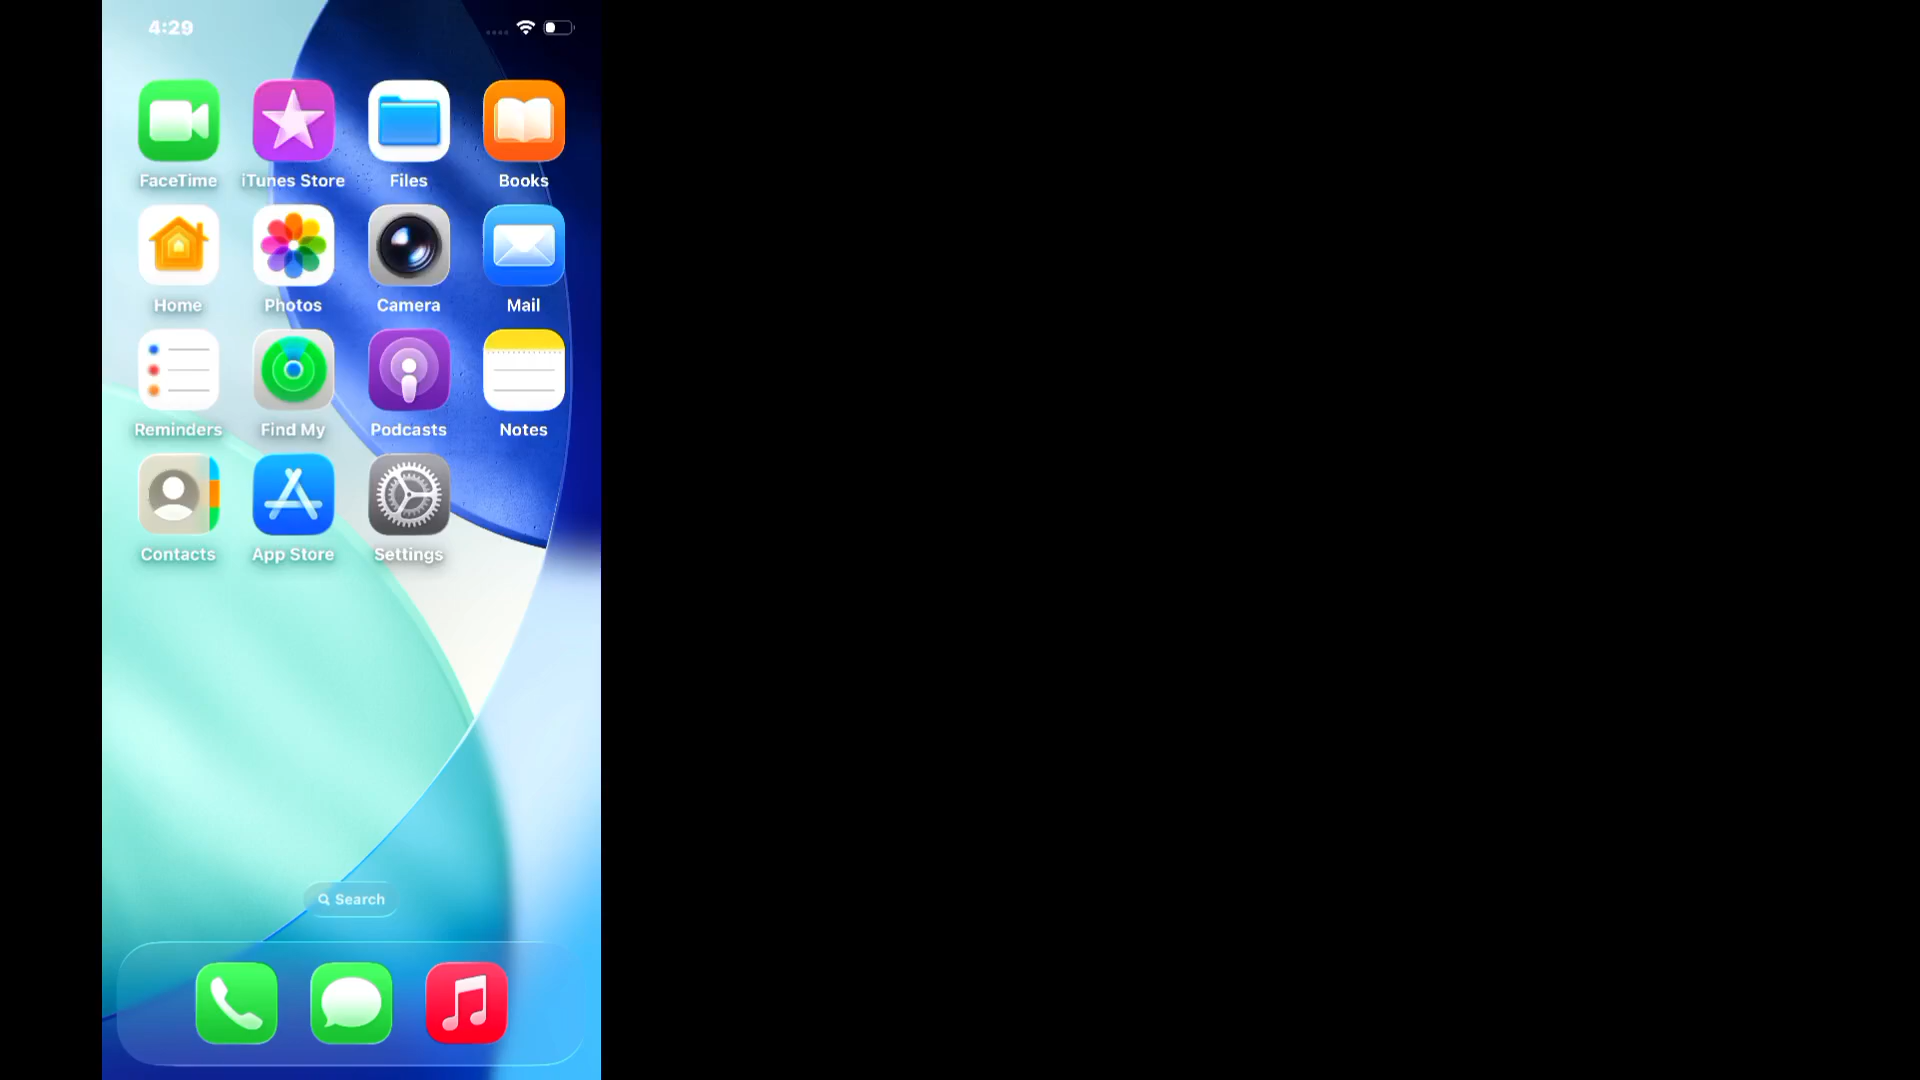 4:29
FaceTime iTunes Store Files Books
Home Photos Camera Mail
Reminders Find My Podcasts Notes
Contacts App Store Settings
Search